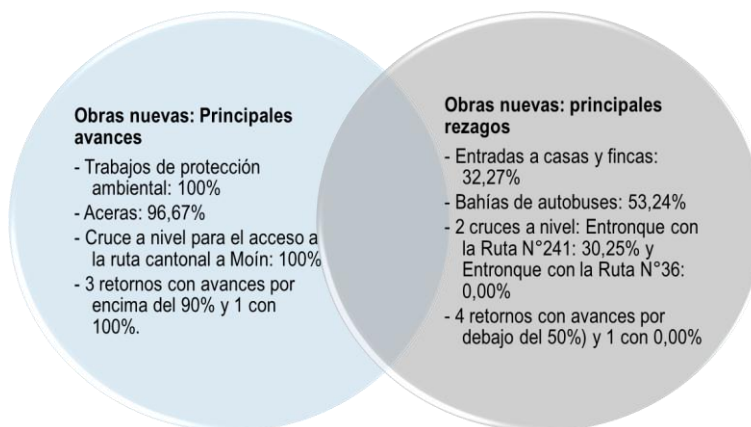 Obras nuevas: Principales
avances
- Trabajos de protección
ambiental: 100%
- Aceras: 96,67%
- Cruce a nivel para el acceso a
la ruta cantonal a Moín: 100%
- 3 retornos con avances por
encima del 90% y 1 con
100%.
Obras nuevas: principales
rezagos
- Entradas a casas y fincas:
32,27%
- Bahías de autobuses: 53,24%
- 2 cruces a nivel: Entronque con
la Ruta N°241: 30,25% y
Entronque con la Ruta N°36:
0,00%
- 4 retornos con avances por
debajo del 50%) y 1 con 0,00%